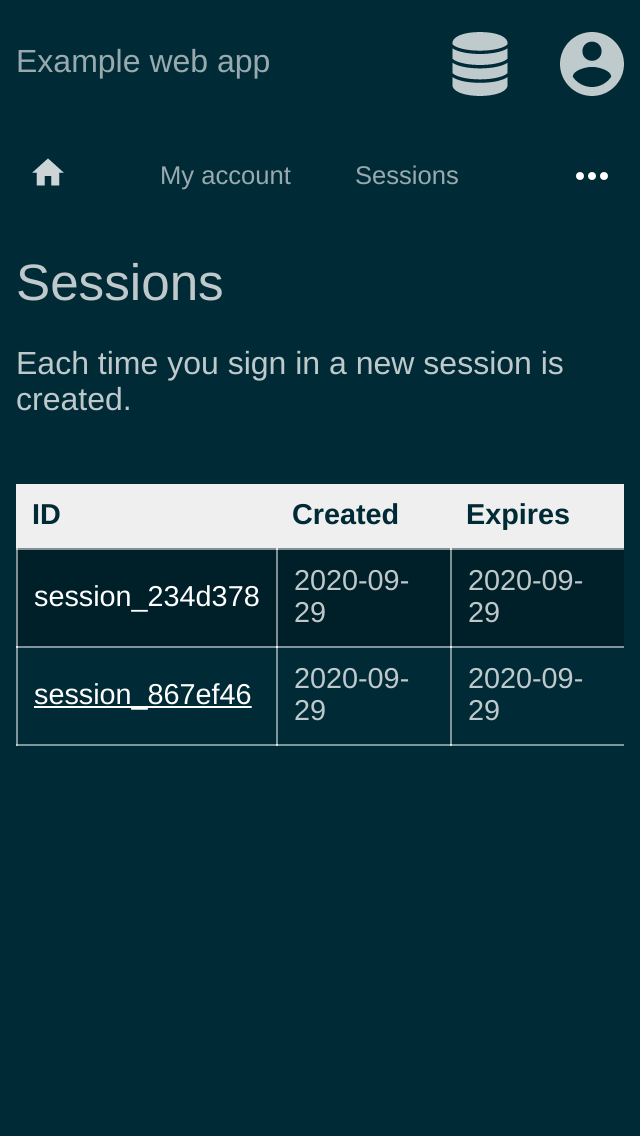 Example web app
My account Sessions
Sessions
Each time you sign in a new session is
created.
ID Created Expires
session_234d378 2020-09-29 2020-09-29
session_867ef46 2020-09-29 2020-09-29